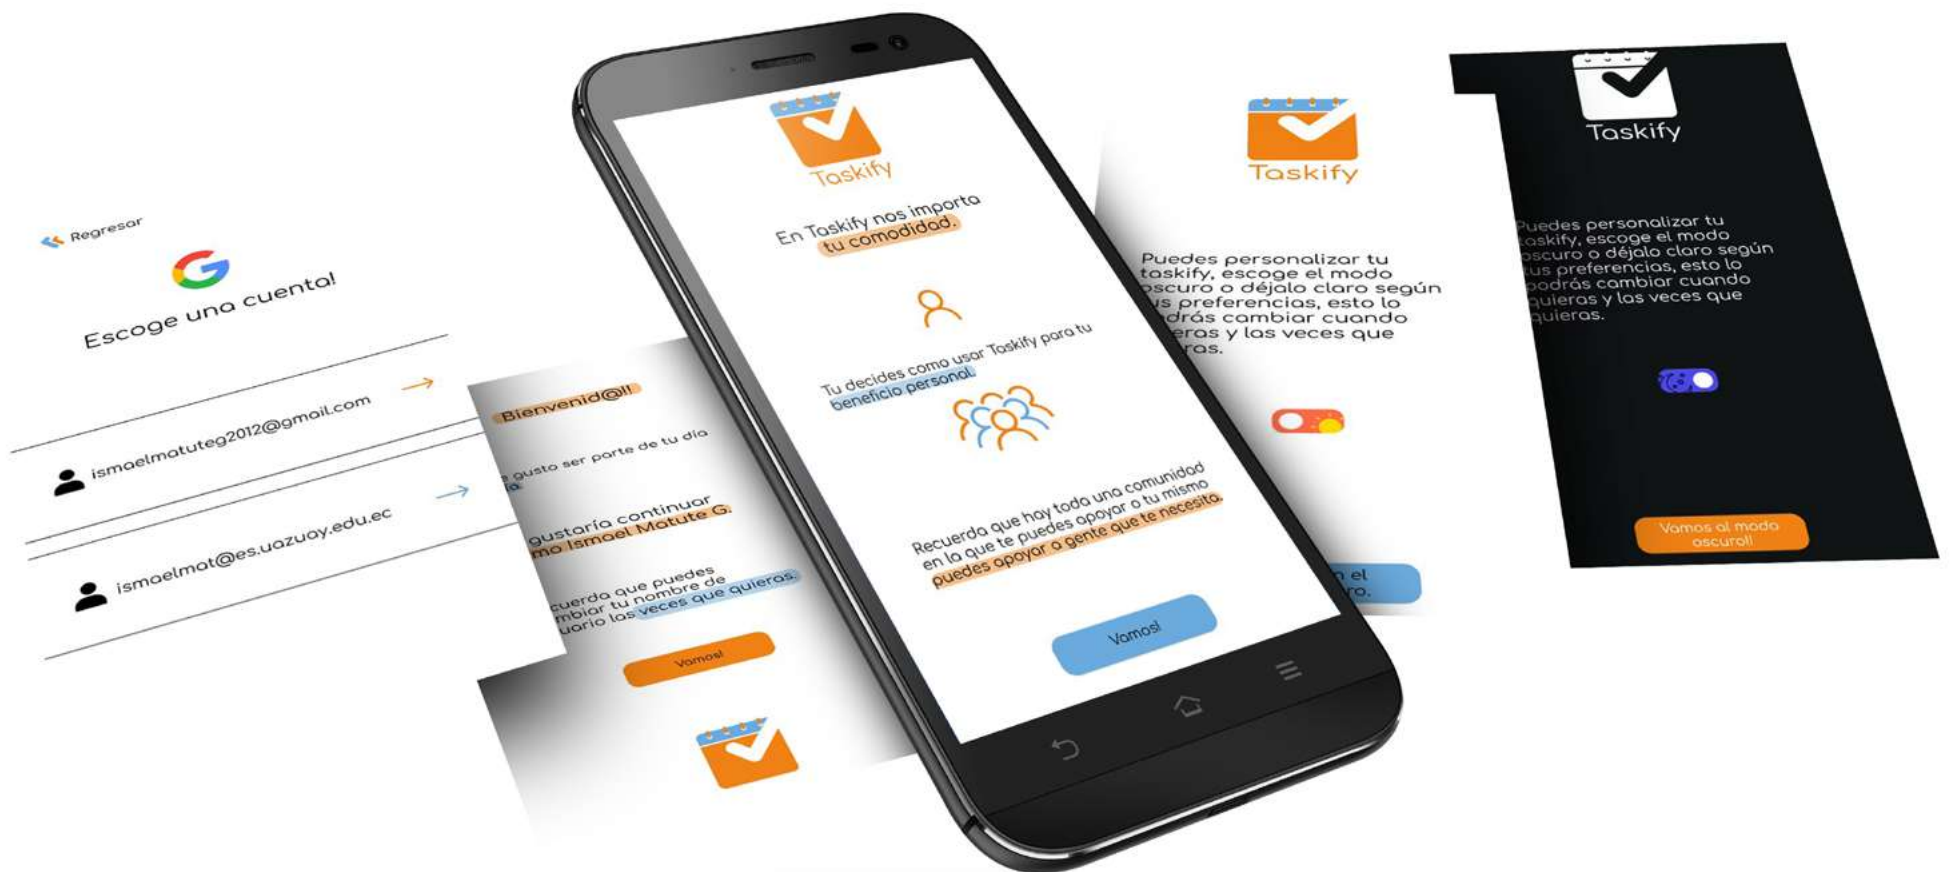 Regresar
Escoge una cuenta!
ismaelmatuteg2012@gmail.com
ismaelmat@es.uazuay.edu.ec
Bienvenid@!!
gusto ser parte de tu día
gustaría continuar
Ismael Matute G.
que puedes
tu nombre de
las veces que quieras.
Vamos!
Taskify
En Taskify nos importa
tu comodidad.
Tu decides como usar Taskify para tu
beneficio personal.
Recuerda que hay toda una comunidad
en la que te puedes apoyar o tu mismo
puedes apoyar a gente que te necesita.
Vamos!
Taskify
Puedes personalizar tu
taskify, escoge el modo
oscuro o déjalo claro según
preferencias, esto lo
cambiar cuando
y las veces que
el
Taskify
Puedes personalizar tu
taskify, escoge el modo
oscuro o déjalo claro según
tus preferencias, esto lo
podrás cambiar cuando
quieras y las veces que
quieras.
Vamos al modo
oscuro!!